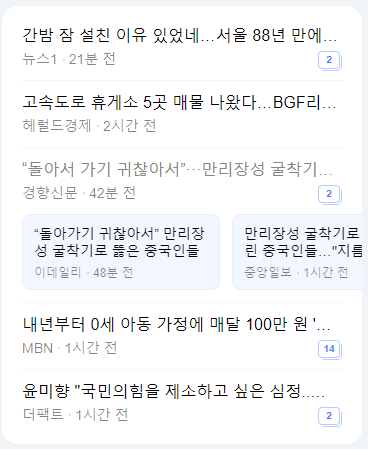 간밤 잠 설친 이유 있었네…서울 88년 만에…
뉴스1 · 21분 전
2
고속도로 휴게소 5곳 매물 나왔다…BGF리…
헤럴드경제 · 2시간 전
“돌아서 가기 귀찮아서”…만리장성 굴착기…
경향신문 · 42분 전
2
“돌아가기 귀찮아서” 만리장
성 굴착기로 뚫은 중국인들
이데일리 · 48분 전
만리장성 굴착기로
린 중국인들…"지름
중앙일보 · 1시간 전
내년부터 0세 아동 가정에 매달 100만 원 '…
MBN · 1시간 전
14
윤미향 "국민의힘을 제소하고 싶은 심정.....
더팩트 · 2시간 전
2